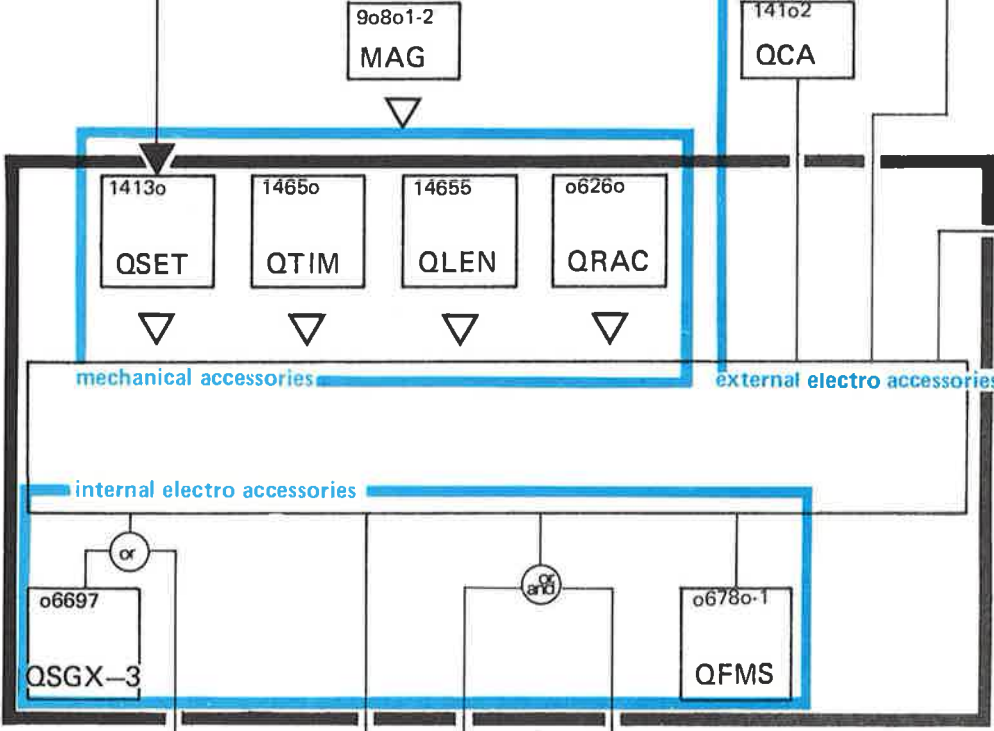 9o8o1-2
MAG
141o2
QCA
1413o
QSET
1465o
QTIM
14655
QLEN
o626o
QRAC
mechanical accessories
external electro accessories
internal electro accessories
or
or
and
o6697
QSGX-3
o678o-1
QFMS